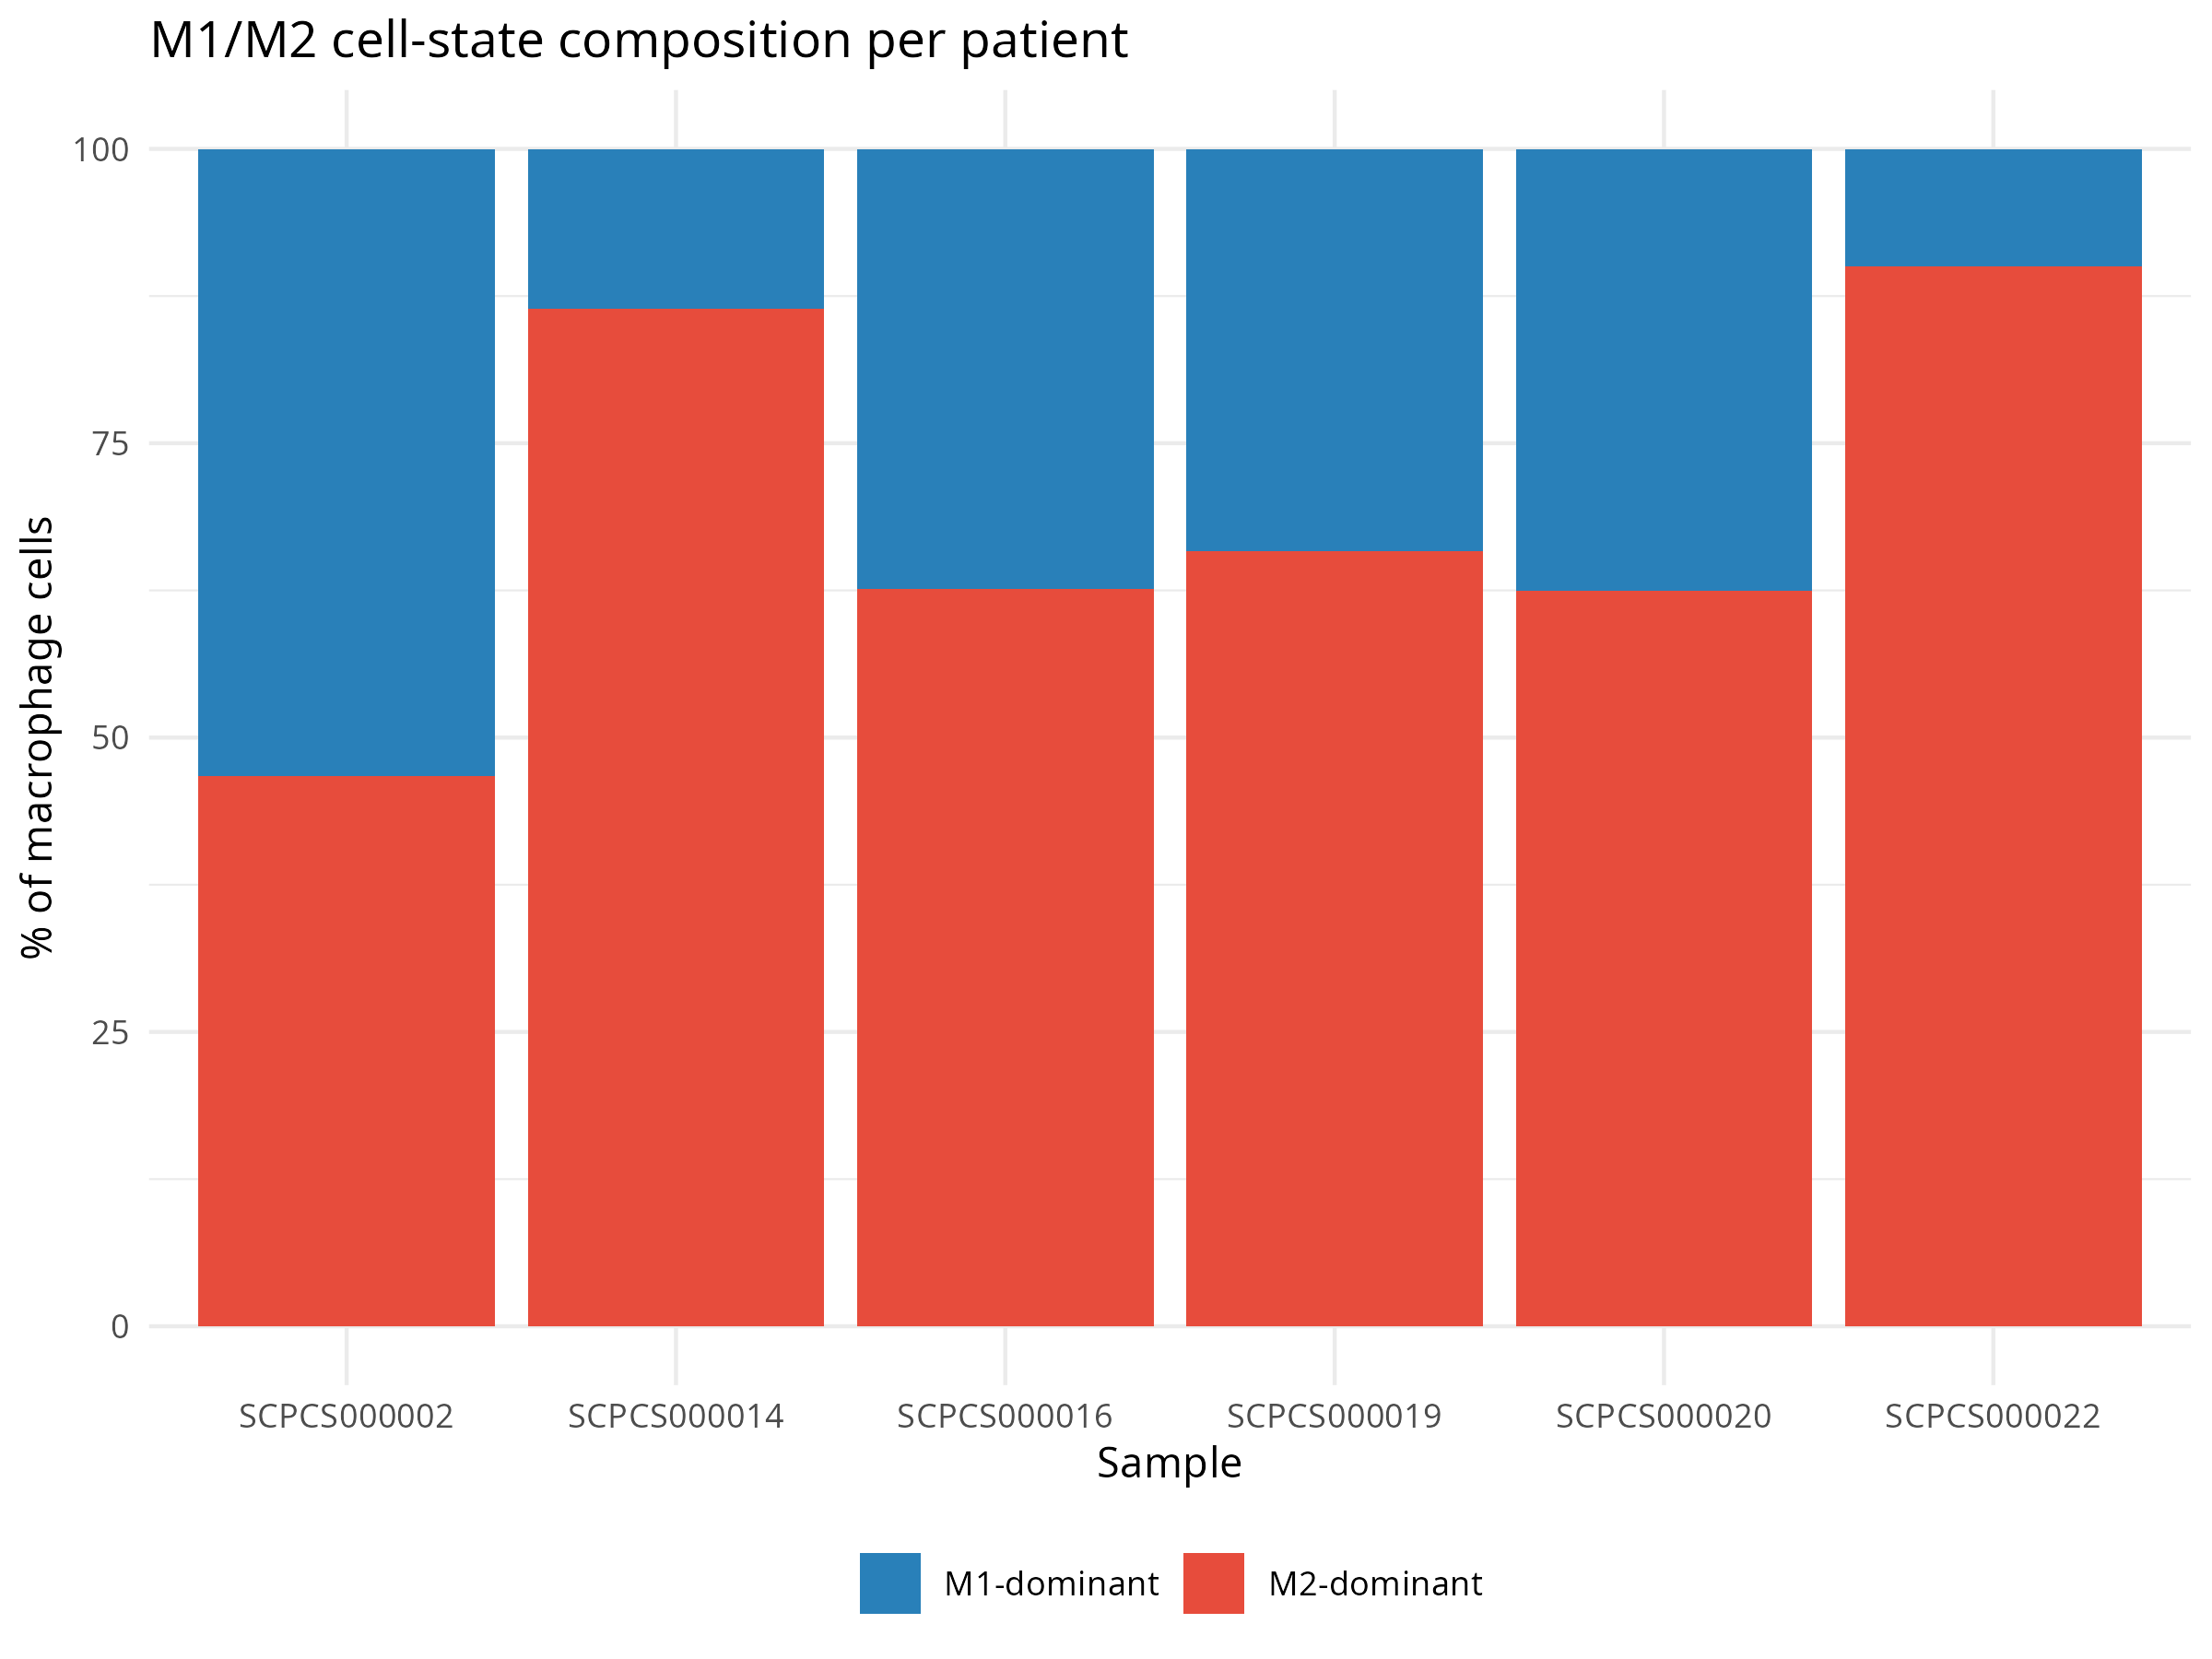 M1/M2 cell-state composition per patient
% of macrophage cells
100
75
50
25
0
SCPCS000002 SCPCS000014 SCPCS000016 SCPCS000019 SCPCS000020 SCPCS000022
Sample
M1-dominant M2-dominant